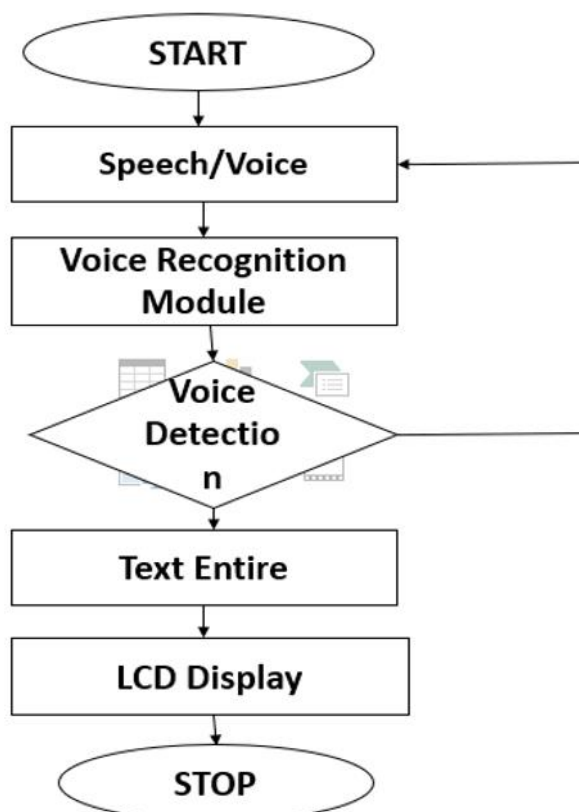 START
Speech/Voice
Voice Recognition
Module
Voice
Detectio
n
Text Entire
LCD Display
STOP